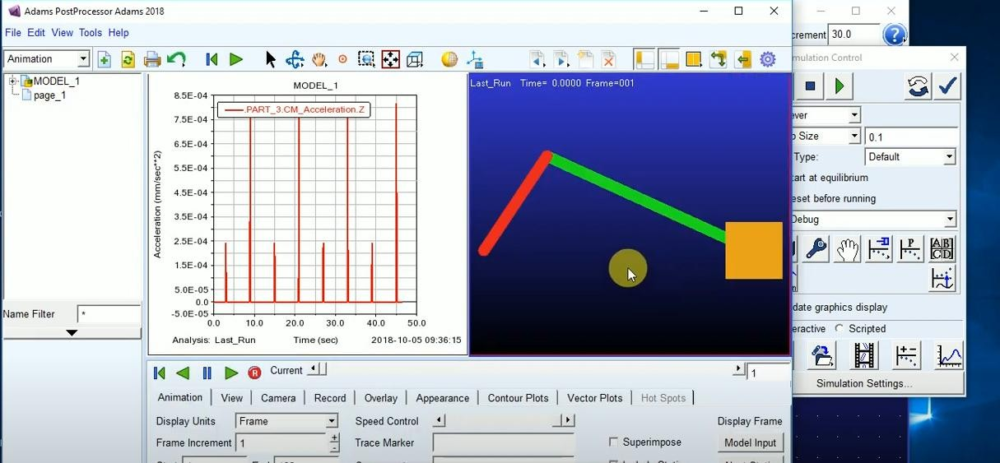 Adams PostProcessor Adams 2018
File Edit View Tools Help
crement 30.0
?
Animation
mulation Control
MODEL_1
page_1
MODEL_1
8.5E-04
7.5E-04
6.5E-04
5.5E-04
4.5E-04
3.5E-04
2.5E-04
1.5E-04
5.0E-05
0.0
-5.0E-05
Acceleration (mm/sec**2)
.PART_3.CM_Acceleration.Z
0.0 10.0 20.0 30.0 40.0 50.0
Analysis: Last_Run Time (sec) 2018-10-05 09:36:15
Last_Run Time= 0.0000 Frame=001
ever
p Size 0.1
Type: Default
tart at equilibrium
eset before running
Debug
P
AB
CD
date graphics display
eractive Scripted
Simulation Settings...
Name Filter *
R Current 1
Animation View Camera Record Overlay Appearance Contour Plots Vector Plots Hot Spots
Display Units Frame Speed Control Display Frame
Frame Increment 1 Trace Marker Superimpose Model Input